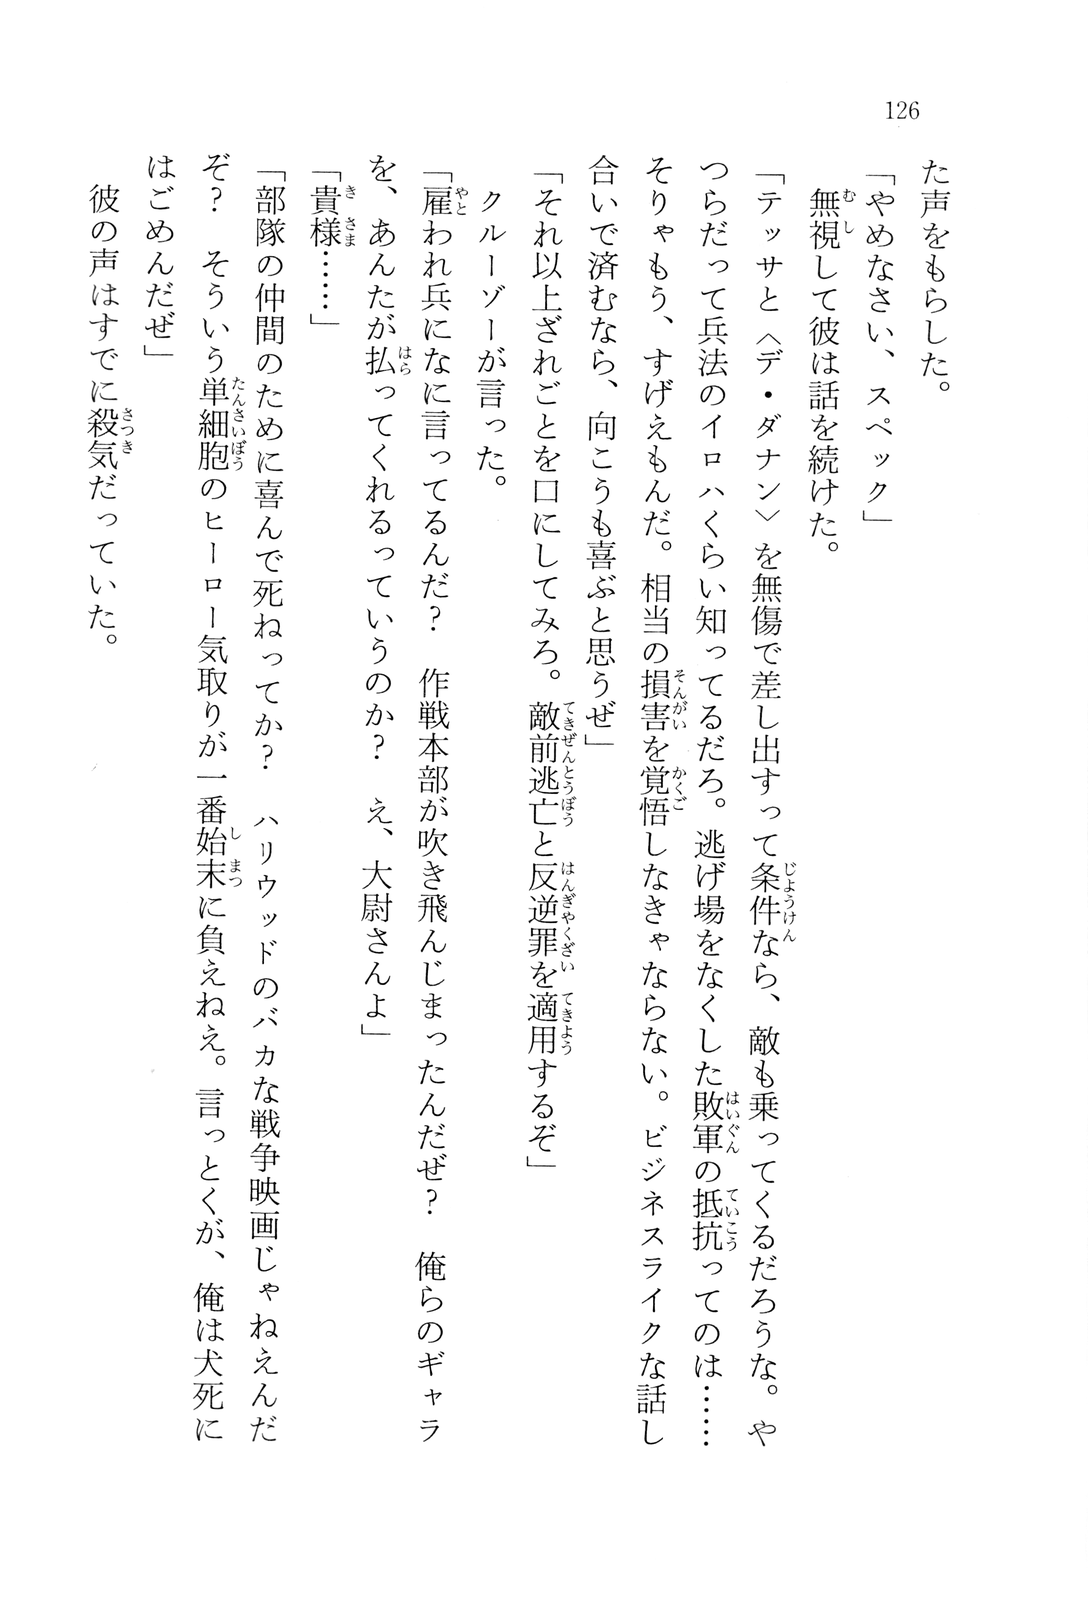 126
た声をもらした。
「やめなさい、スペック」
　無視して彼は話を続けた。
「テッサと〈デ・ダナン〉を無傷で差し出すって条件なら、敵も乗ってくるだろうな。や
つらだって兵法のイロハくらい知ってるだろ。逃げ場をなくした敗軍の抵抗ってのは……
そりゃもう、すげえもんだ。相当の損害を覚悟しなきゃならない。ビジネスライクな話し
合いで済むなら、向こうも喜ぶと思うぜ」
「それ以上ざれごとを口にしてみろ。敵前逃亡と反逆罪を適用するぞ」
　クルーゾーが言った。
「雇われ兵になに言ってるんだ？　作戦本部が吹き飛んじまったんだぜ？　俺らのギャラ
を、あんたが払ってくれるっていうのか？　え、大尉さんよ」
「貴様……」
「部隊の仲間のために喜んで死ねってか？　ハリウッドのバカな戦争映画じゃねえんだ
ぞ？　そういう単細胞のヒーロー気取りが一番始末に負えねえ。言っとくが、俺は犬死に
はごめんだぜ」
　彼の声はすでに殺気だっていた。